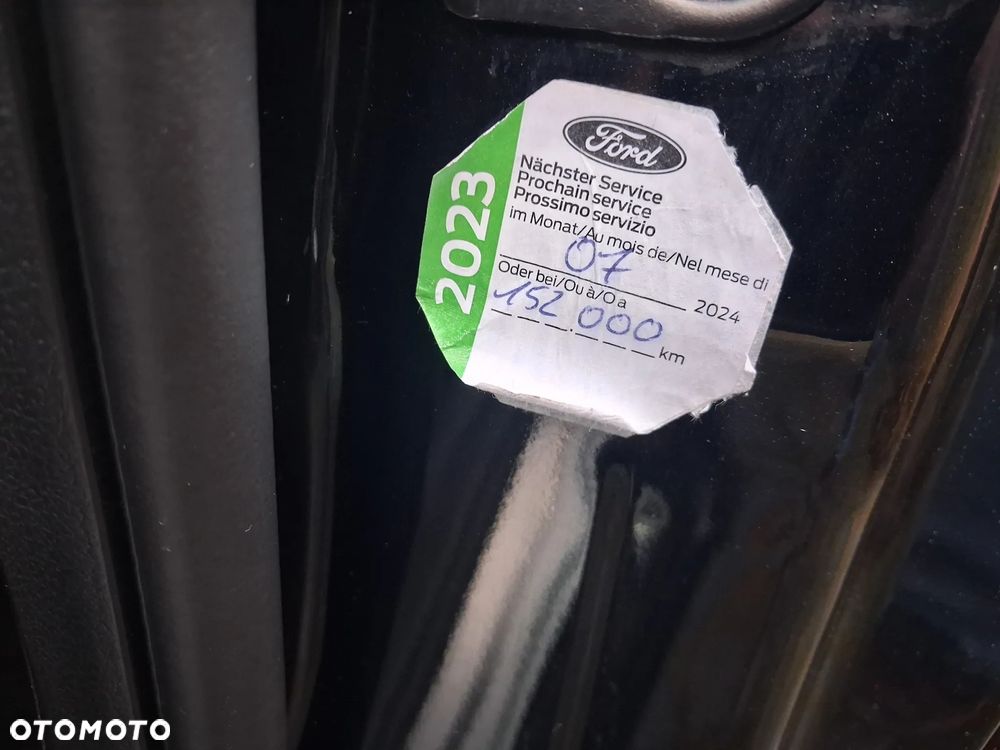 Ford
2023
Nächster Service
Prochain service
Prossimo servizio
im Monat/Au mois de/Nel mese di
07 2024
Oder bei/Ou à/O a
152 000 km
OTOMOTO